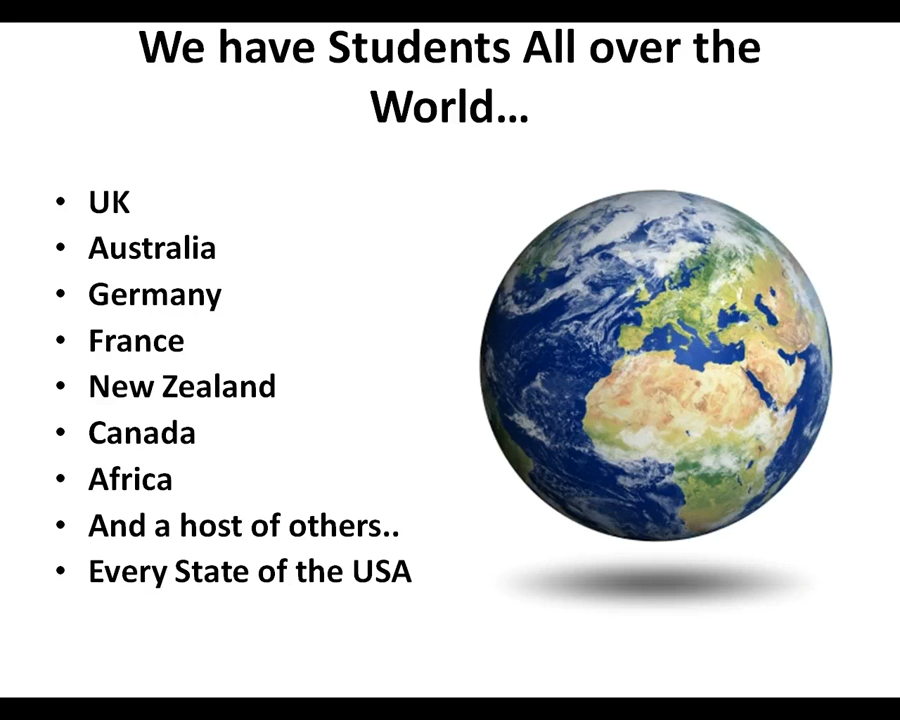 We have Students All over the
World...
• UK
• Australia
• Germany
• France
• New Zealand
• Canada
• Africa
• And a host of others..
• Every State of the USA